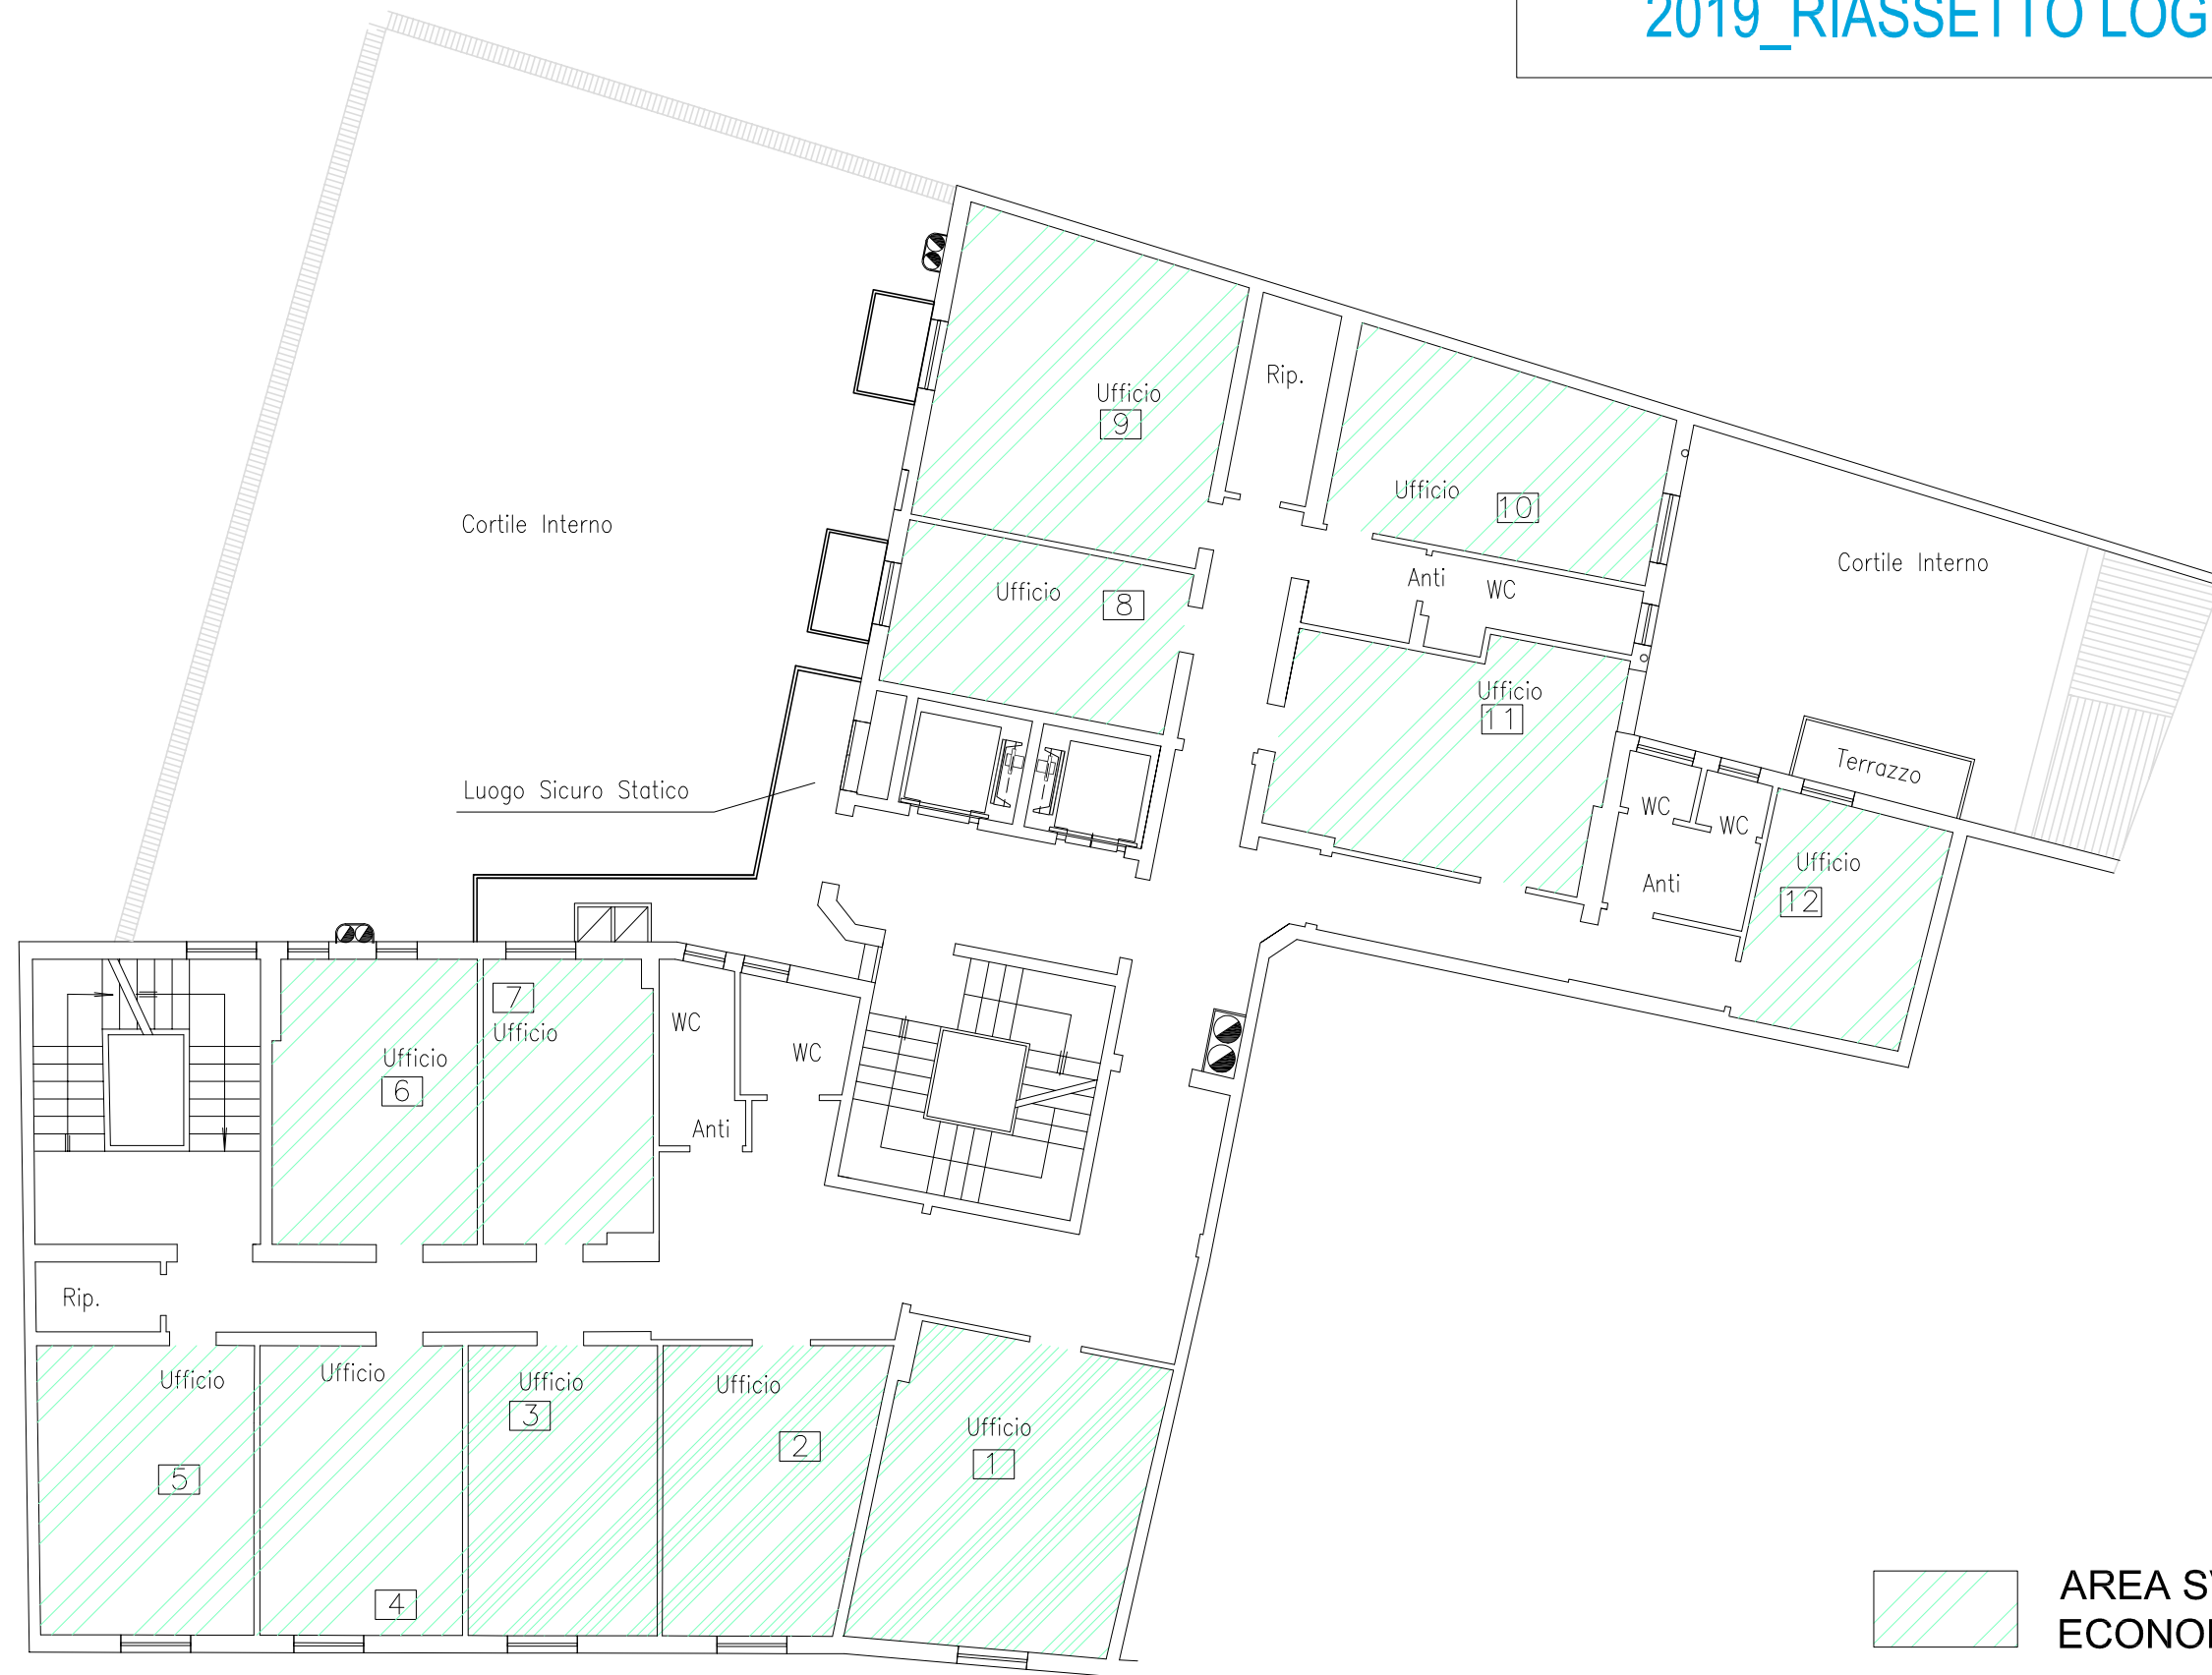 2019_RIASSETTO LOG
Ufficio
9
Rip.
Ufficio
10
Cortile Interno
Cortile Interno
Ufficio
8
Anti
WC
Ufficio
11
Luogo Sicuro Statico
Terrazzo
WC
WC
Anti
Ufficio
12
7
Ufficio
Ufficio
6
WC
WC
Anti
Rip.
Ufficio
5
Ufficio
4
Ufficio
3
Ufficio
2
Ufficio
1
AREA
ECONO